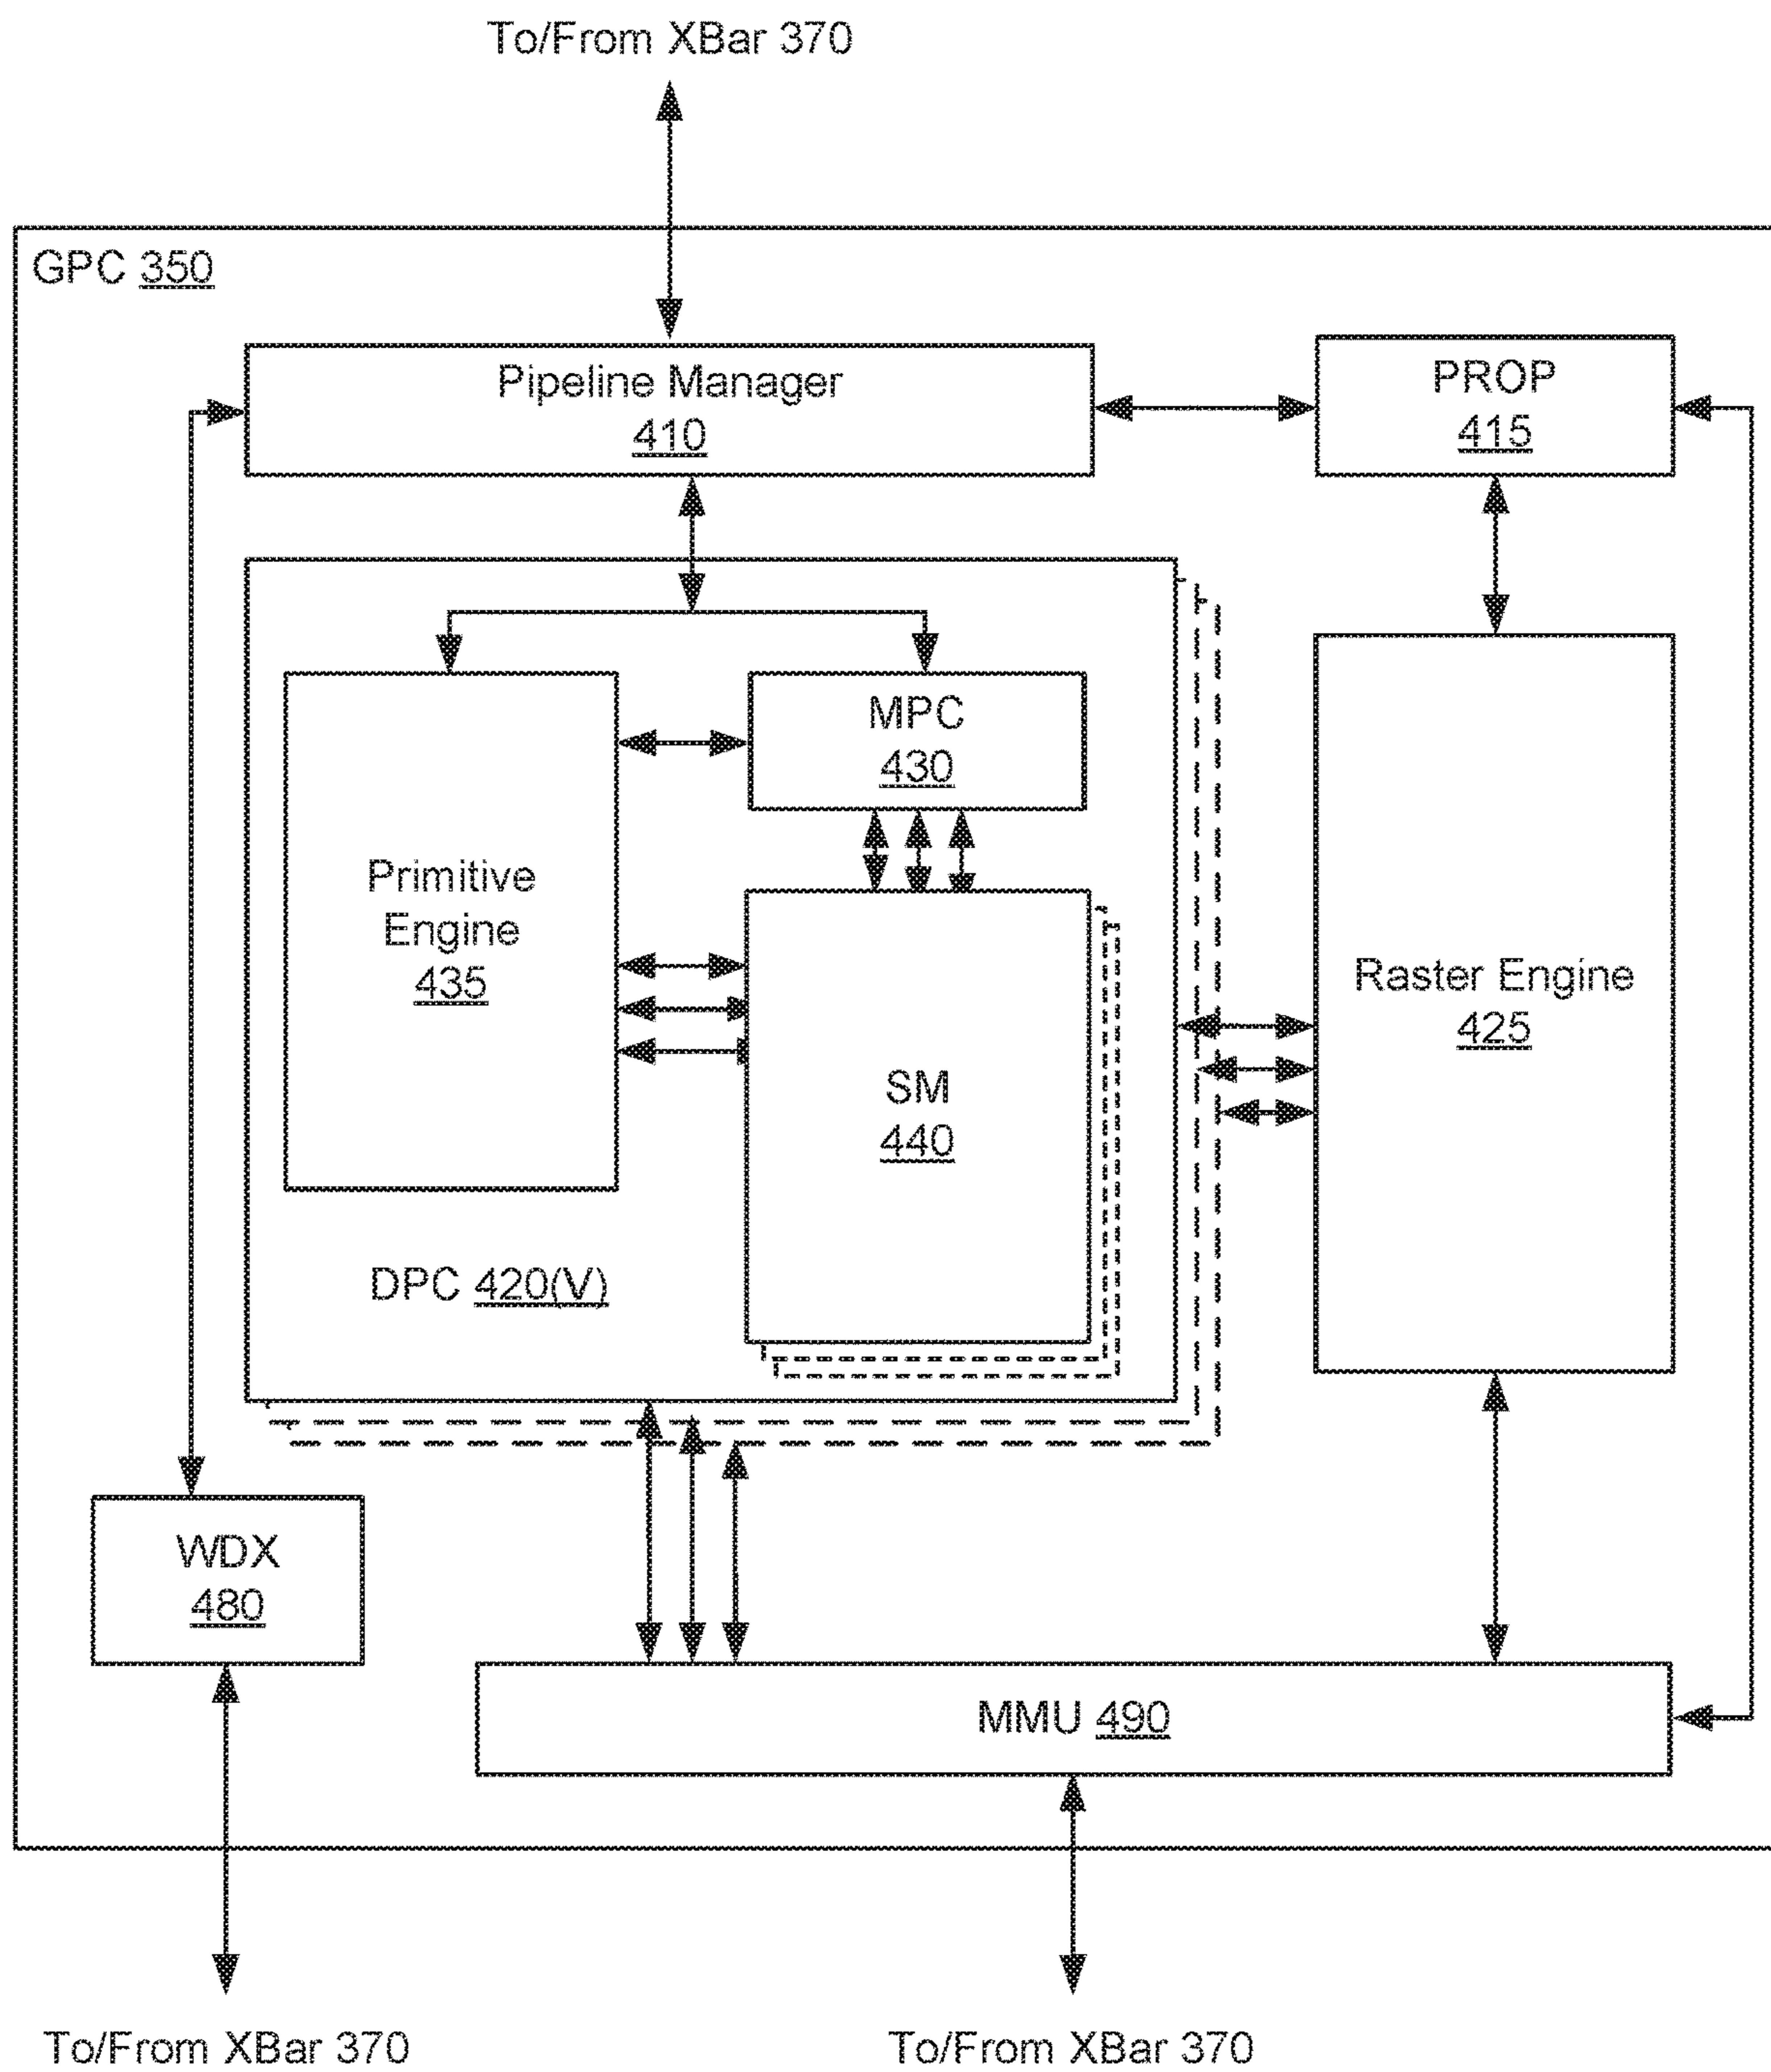 To/From XBar 370
GPC 350
Pipeline Manager
410
PROP
415
MPC
430
Primitive
Engine
435
Raster Engine
425
SM
440
DPC 420(V)
WDX
480
MMU 490
To/From XBar 370
To/From XBar 370